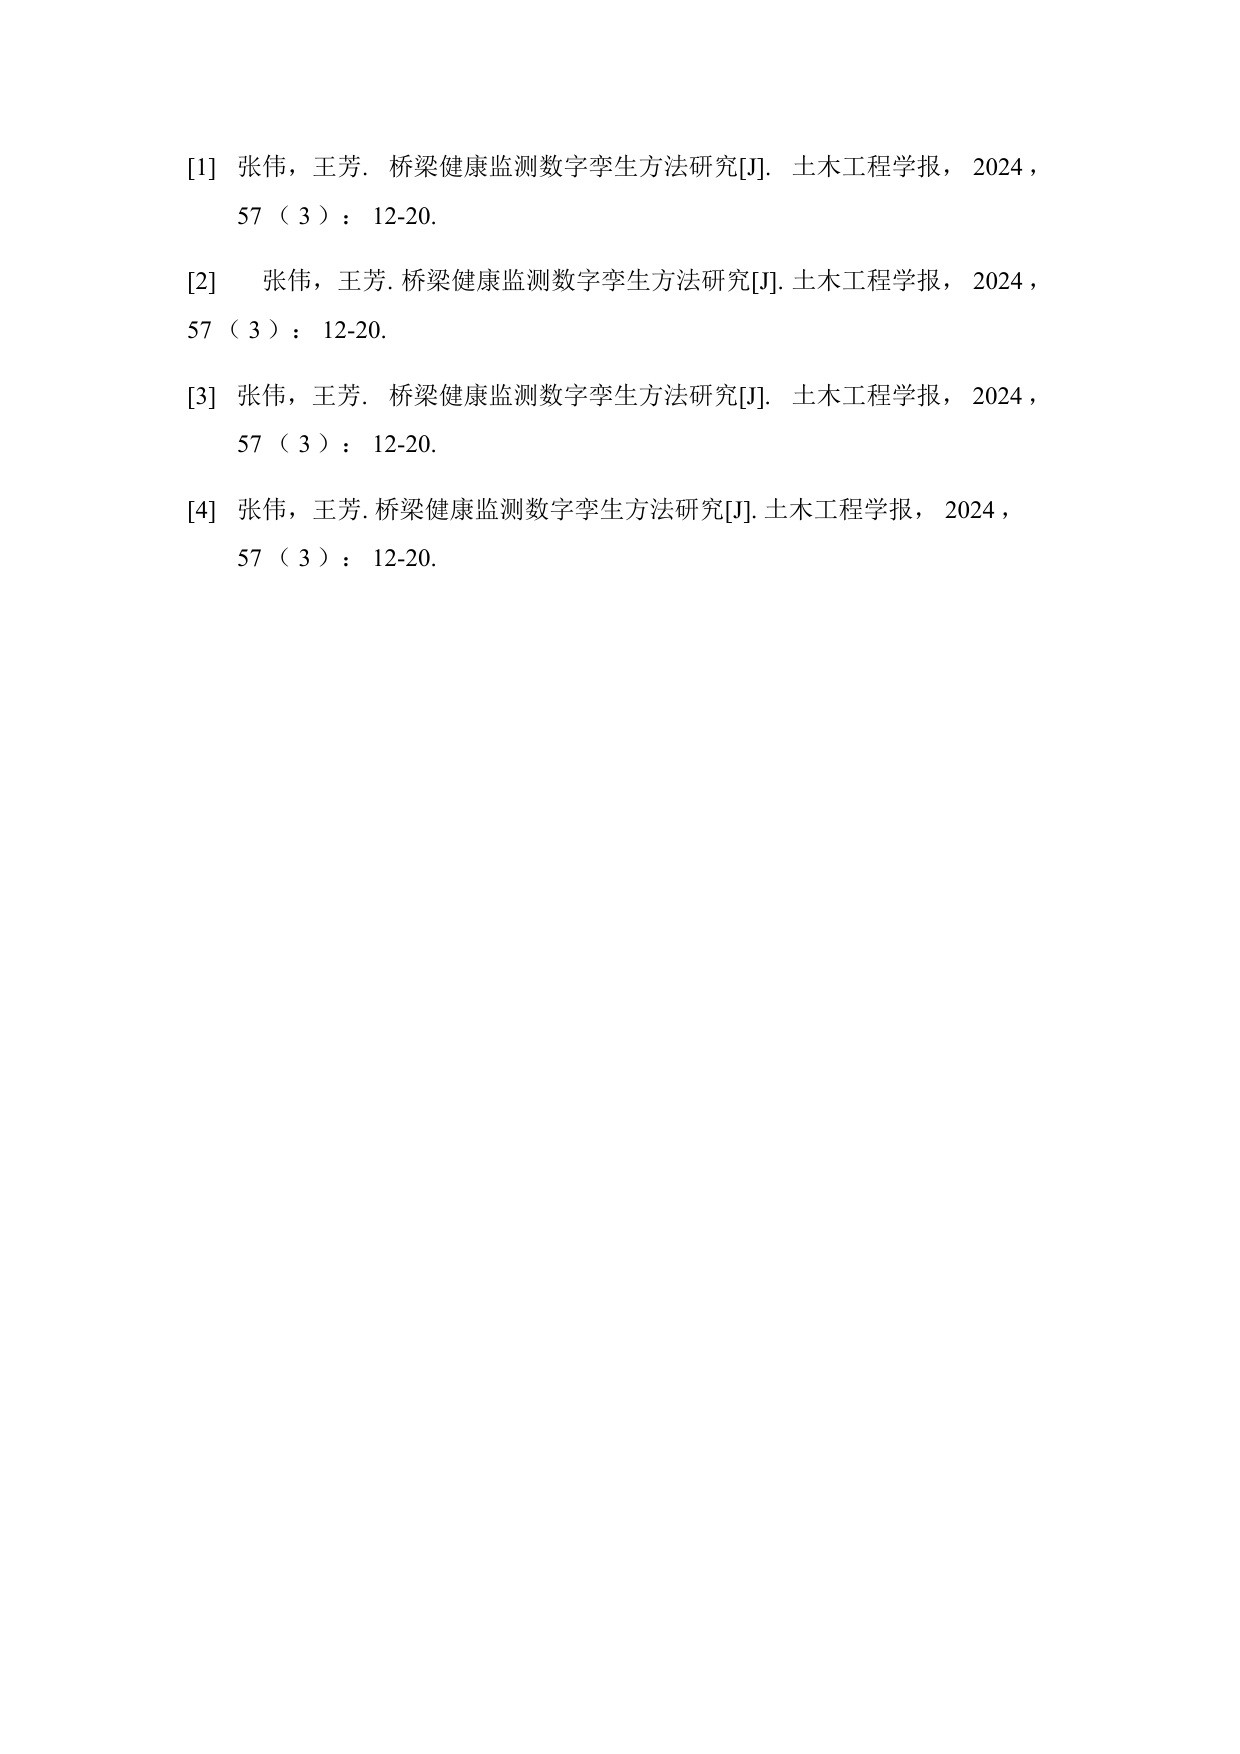 [1] 张伟，王芳. 桥梁健康监测数字孪生方法研究[J]. 土木工程学报， 2024，
57（3）： 12-20.
[2] 张伟，王芳. 桥梁健康监测数字孪生方法研究[J]. 土木工程学报， 2024，
57（3）： 12-20.
[3] 张伟，王芳. 桥梁健康监测数字孪生方法研究[J]. 土木工程学报， 2024，
57（3）： 12-20.
[4] 张伟，王芳. 桥梁健康监测数字孪生方法研究[J]. 土木工程学报， 2024，
57（3）： 12-20.